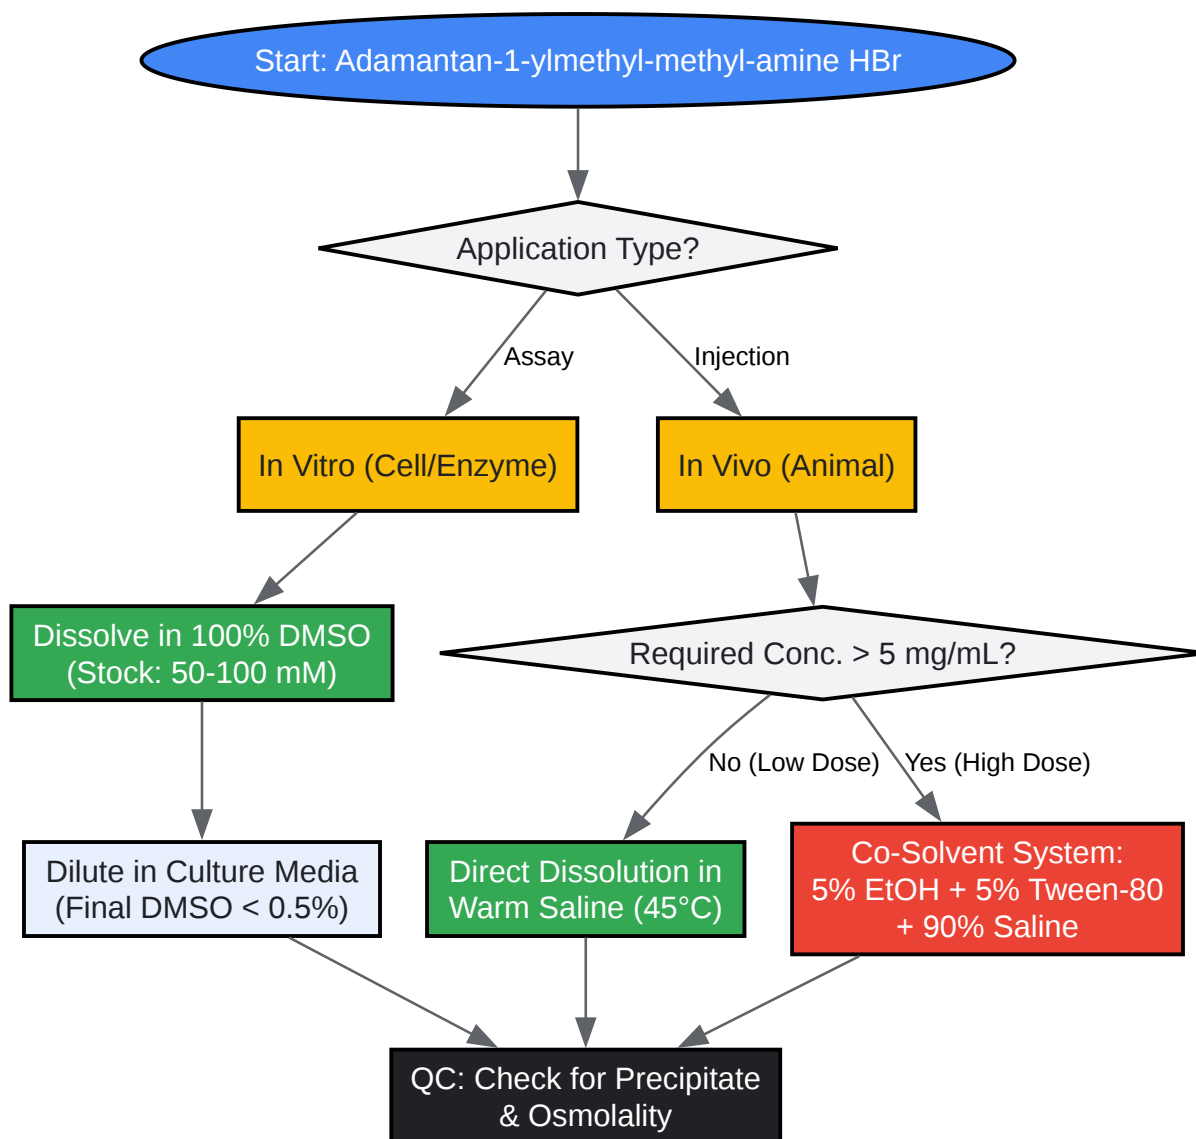 Start: Adamantan-1-ylmethyl-methyl-amine HBr
Application Type?
Assay
Injection
In Vitro (Cell/Enzyme)
In Vivo (Animal)
Dissolve in 100% DMSO
(Stock: 50-100 mM)
Required Conc. > 5 mg/mL?
No (Low Dose)
Yes (High Dose)
Dilute in Culture Media
(Final DMSO < 0.5%)
Direct Dissolution in
Warm Saline (45°C)
Co-Solvent System:
5% EtOH + 5% Tween-80
+ 90% Saline
QC: Check for Precipitate
& Osmolality